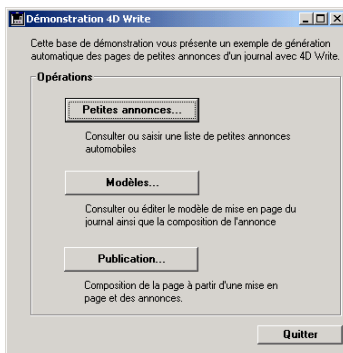 Démonstration 4D Write
Cette base de démonstration vous présente un exemple de génération
automatique des pages de petites annonces d'un journal avec 4D Write.
Opérations
Petites annonces...
Consulter ou saisir une liste de petites annonces
automobiles
Modèles...
Consulter ou éditer le modèle de mise en page du
journal ainsi que la composition de l'annonce
Publication...
Composition de la page à partir d'une mise en
page et des annonces.
Quitter